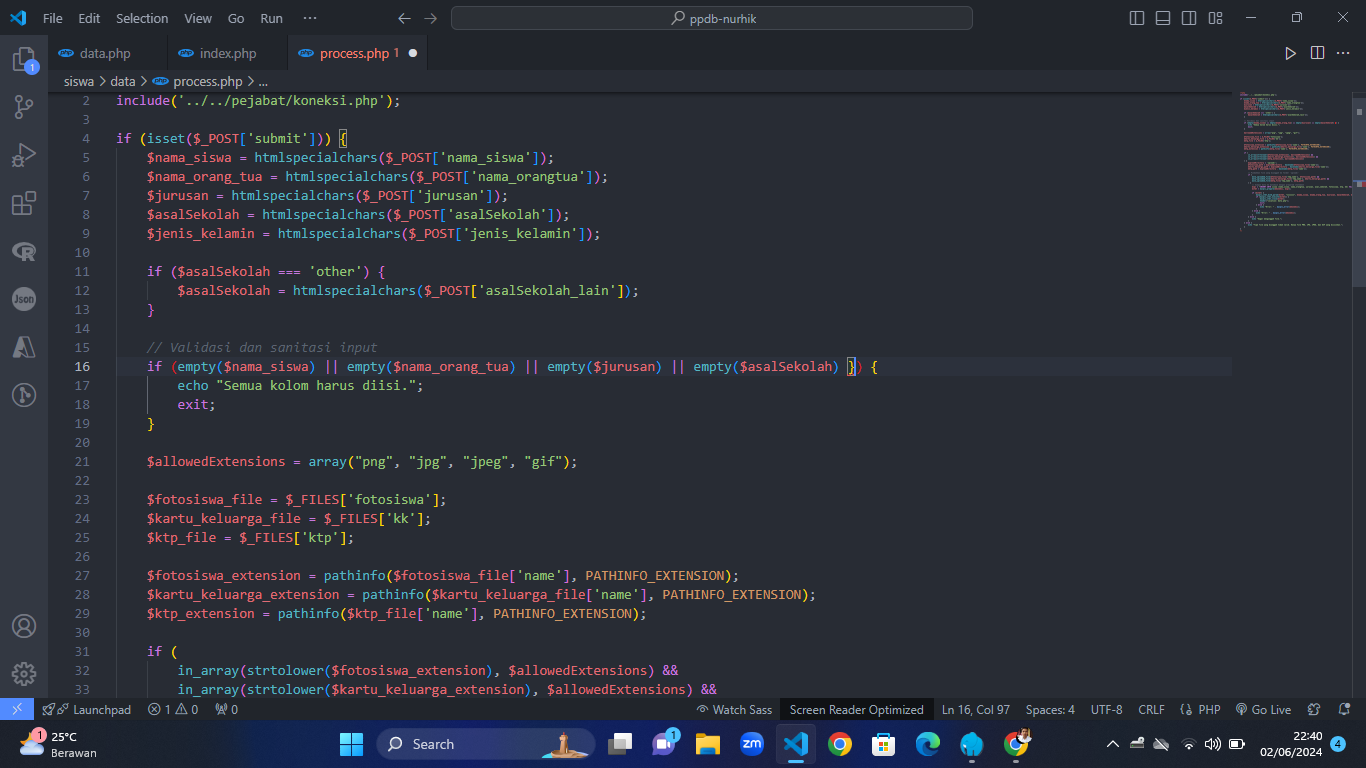 File Edit Selection View Go Run ··· ppdb-nurhik
data.php index.php process.php 1
siswa > data > process.php > ...
2 include('../../pejabat/koneksi.php');
3
4 if (isset($_POST['submit'])) {
5 $nama_siswa = htmlspecialchars($_POST['nama_siswa']);
6 $nama_orang_tua = htmlspecialchars($_POST['nama_orangtua']);
7 $jurusan = htmlspecialchars($_POST['jurusan']);
8 $asalSekolah = htmlspecialchars($_POST['asalSekolah']);
9 $jenis_kelamin = htmlspecialchars($_POST['jenis_kelamin']);
10
11 if ($asalSekolah === 'other') {
12 $asalSekolah = htmlspecialchars($_POST['asalSekolah_lain']);
13 }
14
15 // Validasi dan sanitasi input
16 if (empty($nama_siswa) || empty($nama_orang_tua) || empty($jurusan) || empty($asalSekolah) }) {
17 echo "Semua kolom harus diisi.";
18 exit;
19 }
20
21 $allowedExtensions = array("png", "jpg", "jpeg", "gif");
22
23 $fotosiswa_file = $_FILES['fotosiswa'];
24 $kartu_keluarga_file = $_FILES['kk'];
25 $ktp_file = $_FILES['ktp'];
26
27 $fotosiswa_extension = pathinfo($fotosiswa_file['name'], PATHINFO_EXTENSION);
28 $kartu_keluarga_extension = pathinfo($kartu_keluarga_file['name'], PATHINFO_EXTENSION);
29 $ktp_extension = pathinfo($ktp_file['name'], PATHINFO_EXTENSION);
30
31 if (
32 in_array(strtolower($fotosiswa_extension), $allowedExtensions) &&
33 in_array(strtolower($kartu_keluarga_extension), $allowedExtensions) &&
Launchpad 1 0 0 Watch Sass Screen Reader Optimized Ln 16, Col 97 Spaces: 4 UTF-8 CRLF {} PHP Go Live
1 25°C
Berawan
Search
zm
1
22:40
02/06/2024
4